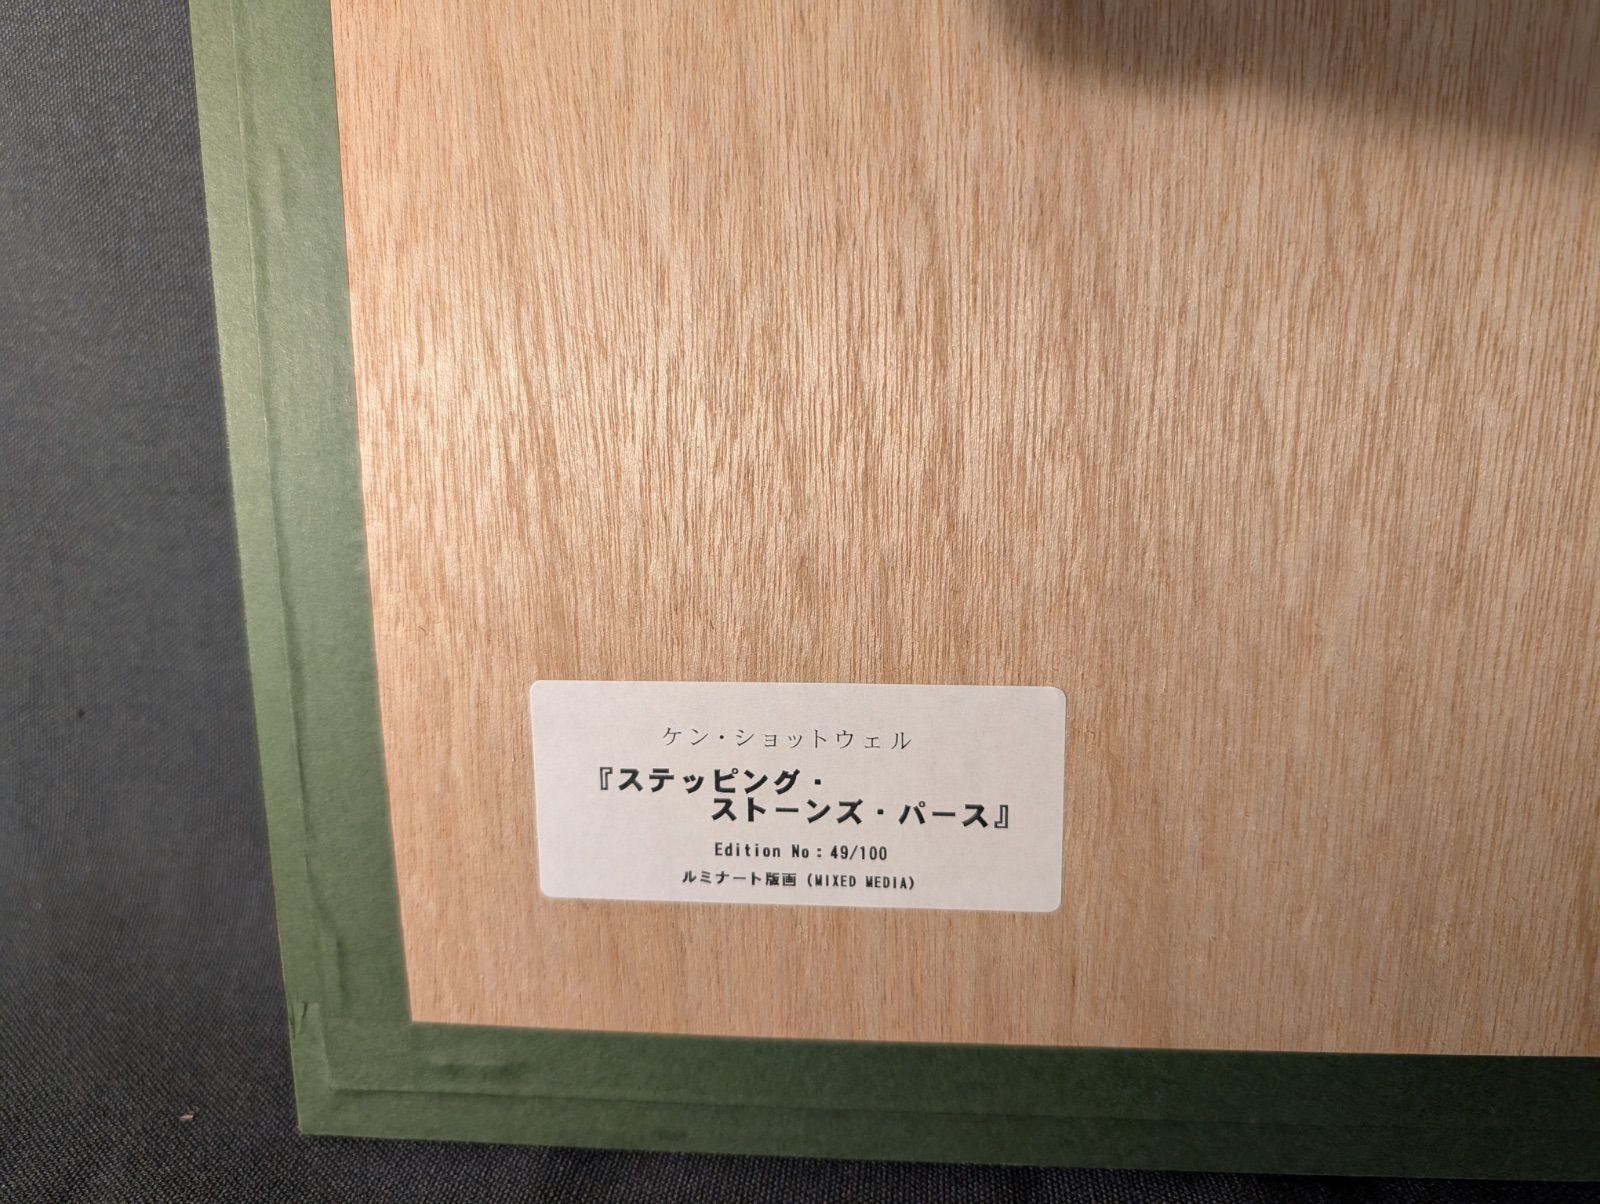 ケン・ショットウェル
『ステッピング・
ストーンズ・パース』
Edition No：49/100
ルミナート版画（MIXED MEDIA）